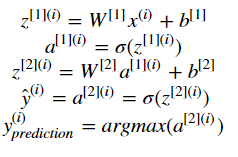 z^{[1](i)} = W^{[1]}x^{(i)} + b^{[1]}
a^{[1](i)} = σ(z^{[1](i)})
z^{[2](i)} = W^{[2]}a^{[1](i)} + b^{[2]}
ŷ^{(i)} = a^{[2](i)} = σ(z^{[2](i)})
y^{(i)}_{prediction} = argmax(a^{[2](i)})